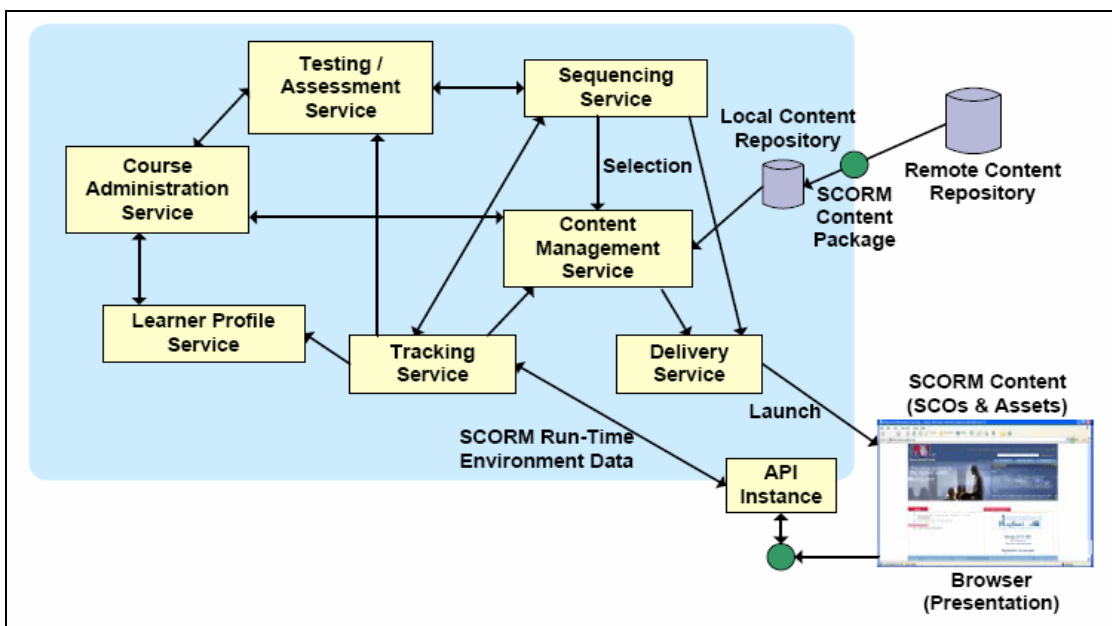 Testing /
Assessment
Service
Sequencing
Service
Local Content
Repository
Remote Content
Repository
Course
Administration
Service
Selection
SCORM
Content
Package
Content
Management
Service
Learner Profile
Service
Tracking
Service
Delivery
Service
SCORM Content
(SCOs & Assets)
Launch
SCORM Run-Time
Environment Data
API
Instance
Browser
(Presentation)